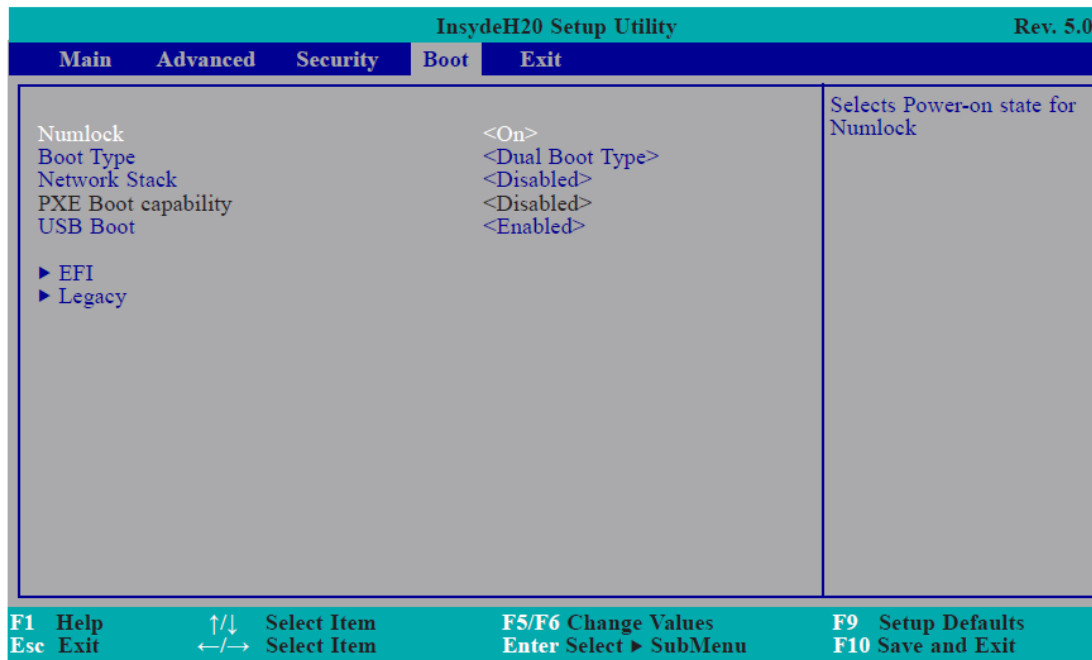 InsydeH20 Setup Utility Rev. 5.0
Main Advanced Security Boot Exit
Numlock <On>
Boot Type <Dual Boot Type>
Network Stack <Disabled>
PXE Boot capability <Disabled>
USB Boot <Enabled>
▶ EFI
▶ Legacy
Selects Power-on state for
Numlock
F1 Help ↑/↓ Select Item F5/F6 Change Values F9 Setup Defaults
Esc Exit ←/→ Select Item Enter Select ▶ SubMenu F10 Save and Exit